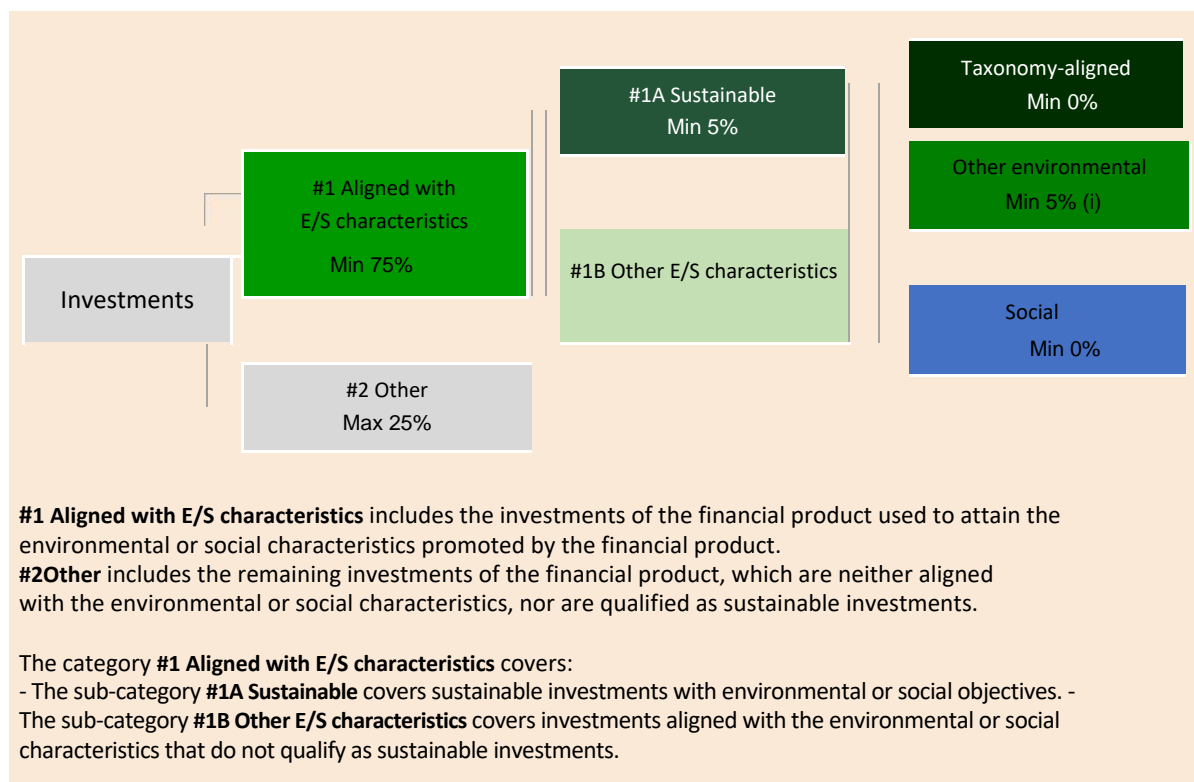 Investments
#1 Aligned with
E/S characteristics
Min 75%
#2 Other
Max 25%
#1A Sustainable
Min 5%
#1B Other E/S characteristics
Taxonomy-aligned
Min 0%
Other environmental
Min 5% (i)
Social
Min 0%
#1 Aligned with E/S characteristics includes the investments of the financial product used to attain the
environmental or social characteristics promoted by the financial product.
#2Other includes the remaining investments of the financial product, which are neither aligned
with the environmental or social characteristics, nor are qualified as sustainable investments.
The category #1 Aligned with E/S characteristics covers:
- The sub-category #1A Sustainable covers sustainable investments with environmental or social objectives. -
The sub-category #1B Other E/S characteristics covers investments aligned with the environmental or social
characteristics that do not qualify as sustainable investments.